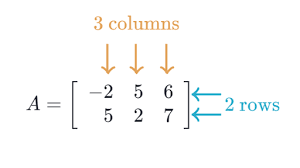 3 columns
A = [ −2 5 6
5 2 7 ]
2 rows